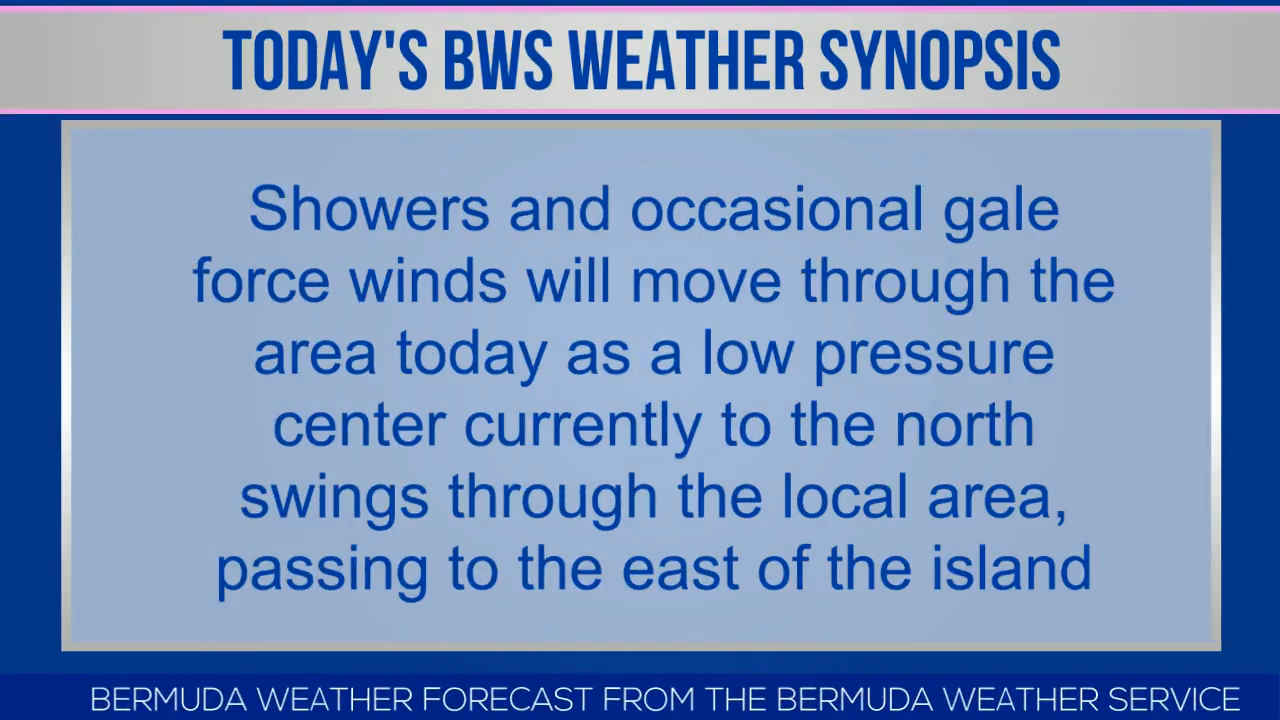 TODAY'S BWS WEATHER SYNOPSIS
Showers and occasional gale
force winds will move through the
area today as a low pressure
center currently to the north
swings through the local area,
passing to the east of the island
BERMUDA WEATHER FORECAST FROM THE BERMUDA WEATHER SERVICE